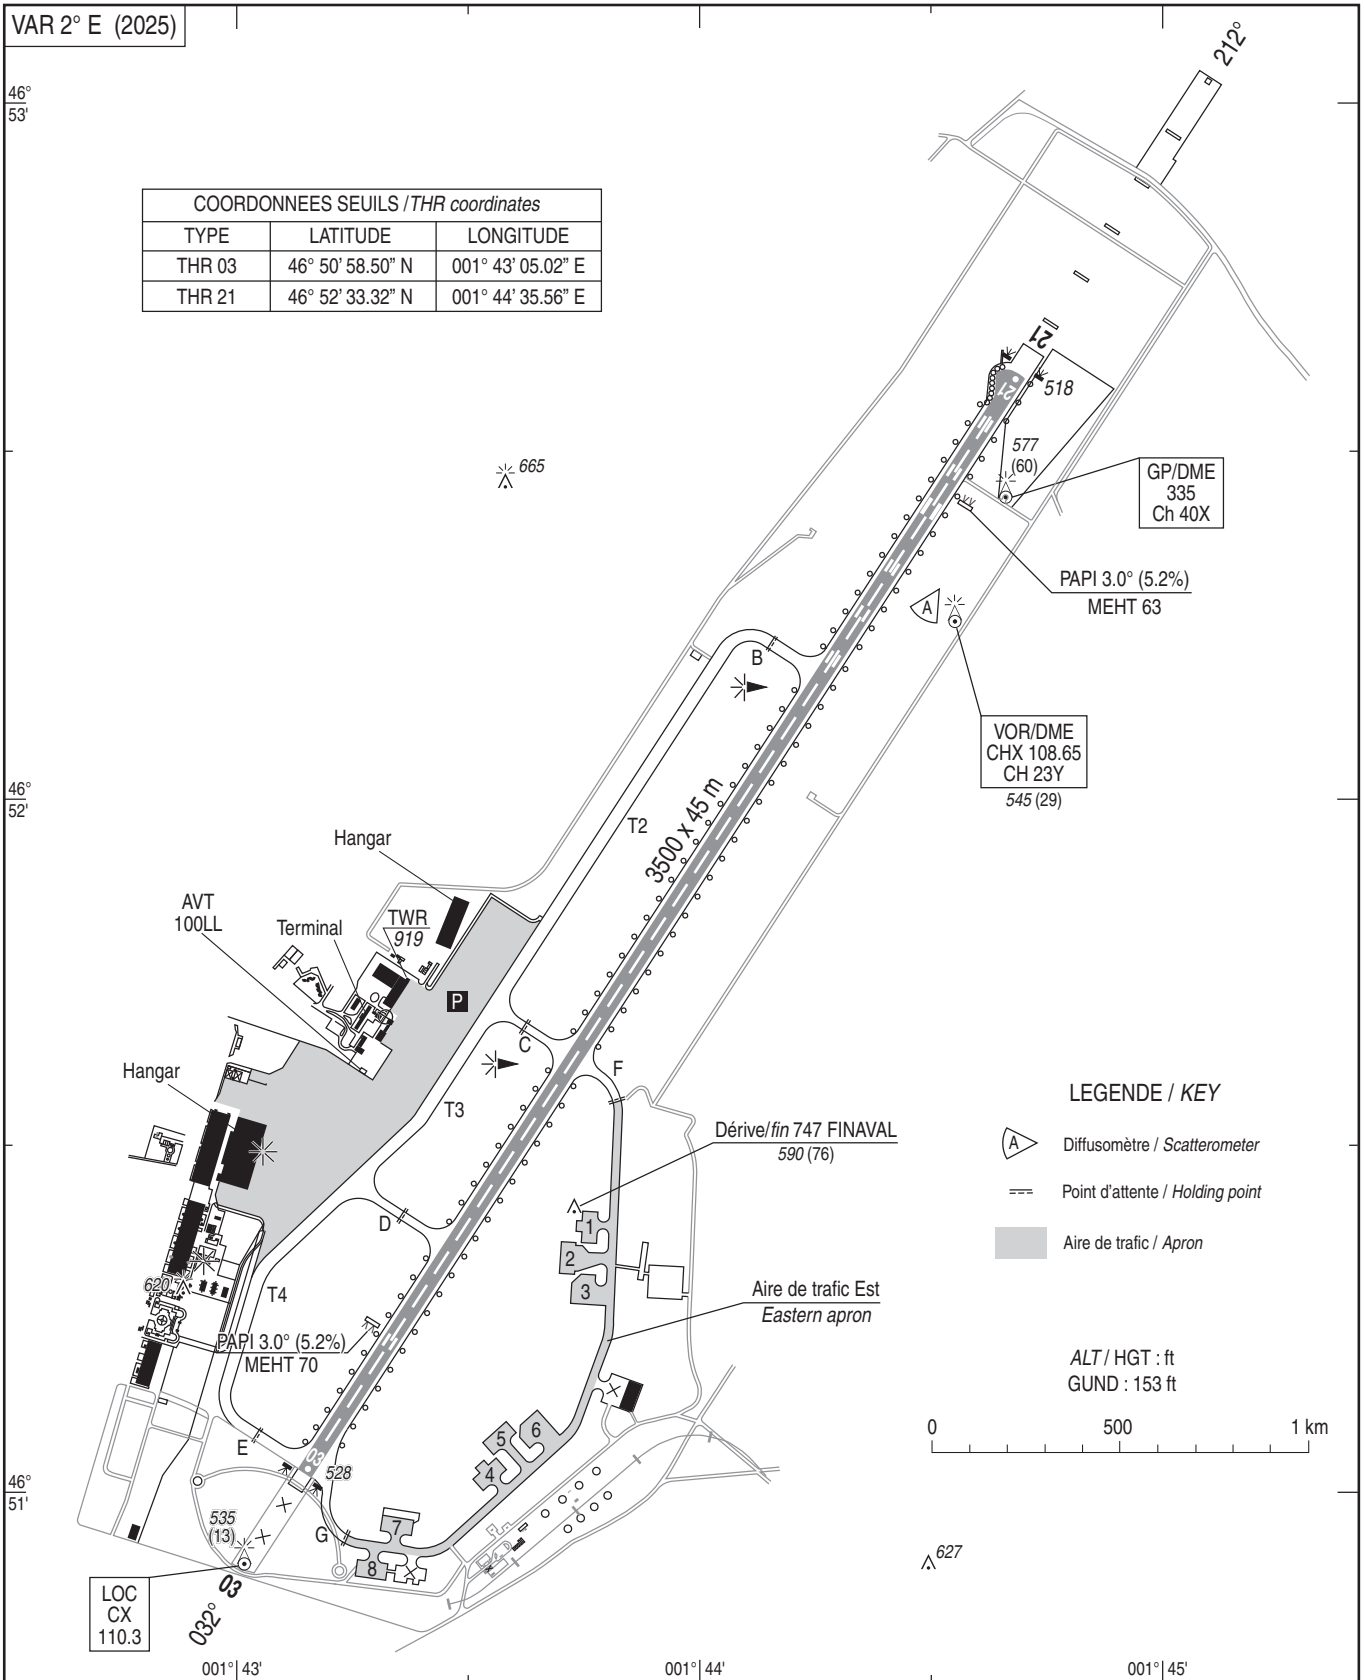 VAR 2° E (2025)
212°
46°
53'
COORDONNEES SEUILS / THR coordinates
TYPE LATITUDE LONGITUDE
THR 03 46° 50' 58.50” N 001° 43' 05.02” E
THR 21 46° 52' 33.32” N 001° 44' 35.56” E
21
21
518
577
(60)
665
GP/DME
335
Ch 40X
PAPI 3.0° (5.2%)
MEHT 63
A
B
VOR/DME
CHX 108.65
CH 23Y
545 (29)
46°
52'
T2
3500 x 45 m
Hangar
AVT
100LL
Terminal
TWR
919
P
C
F
Hangar
T3
LEGENDE / KEY
Dérive/fin 747 FINAVAL
590 (76)
A Diffusomètre / Scatterometer
Point d'attente / Holding point
Aire de trafic / Apron
D
1
2
3
620
T4
Aire de trafic Est
Eastern apron
PAPI 3.0° (5.2%)
MEHT 70
ALT / HGT : ft
GUND : 153 ft
0 500 1 km
E
6
5
4
03
528
46°
51'
535
(13)
G
7
8
627
LOC
CX
110.3
03
032°
001° 43' 001° 44' 001° 45'